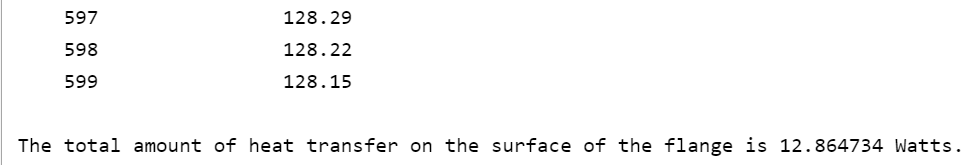 597 128.29
598 128.22
599 128.15
The total amount of heat transfer on the surface of the flange is 12.864734 Watts.